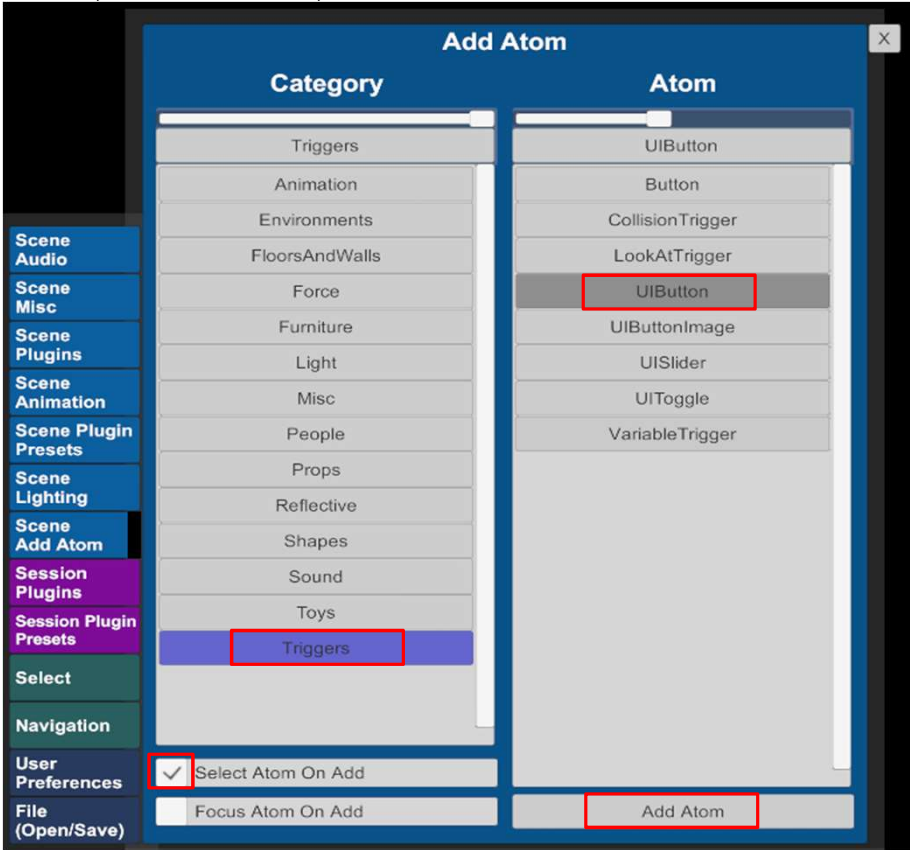 Add Atom
X
Category
Atom
Triggers
UIButton
Animation
Environments
FloorsAndWalls
Force
Furniture
Light
Misc
People
Props
Reflective
Shapes
Sound
Toys
Triggers
Button
CollisionTrigger
LookAtTrigger
UIButton
UIButtonImage
UISlider
UIToggle
VariableTrigger
Scene
Audio
Scene
Misc
Scene
Plugins
Scene
Animation
Scene Plugin
Presets
Scene
Lighting
Scene
Add Atom
Session
Plugins
Session Plugin
Presets
Select
Navigation
User
Preferences
File
(Open/Save)
Select Atom On Add
Focus Atom On Add
Add Atom